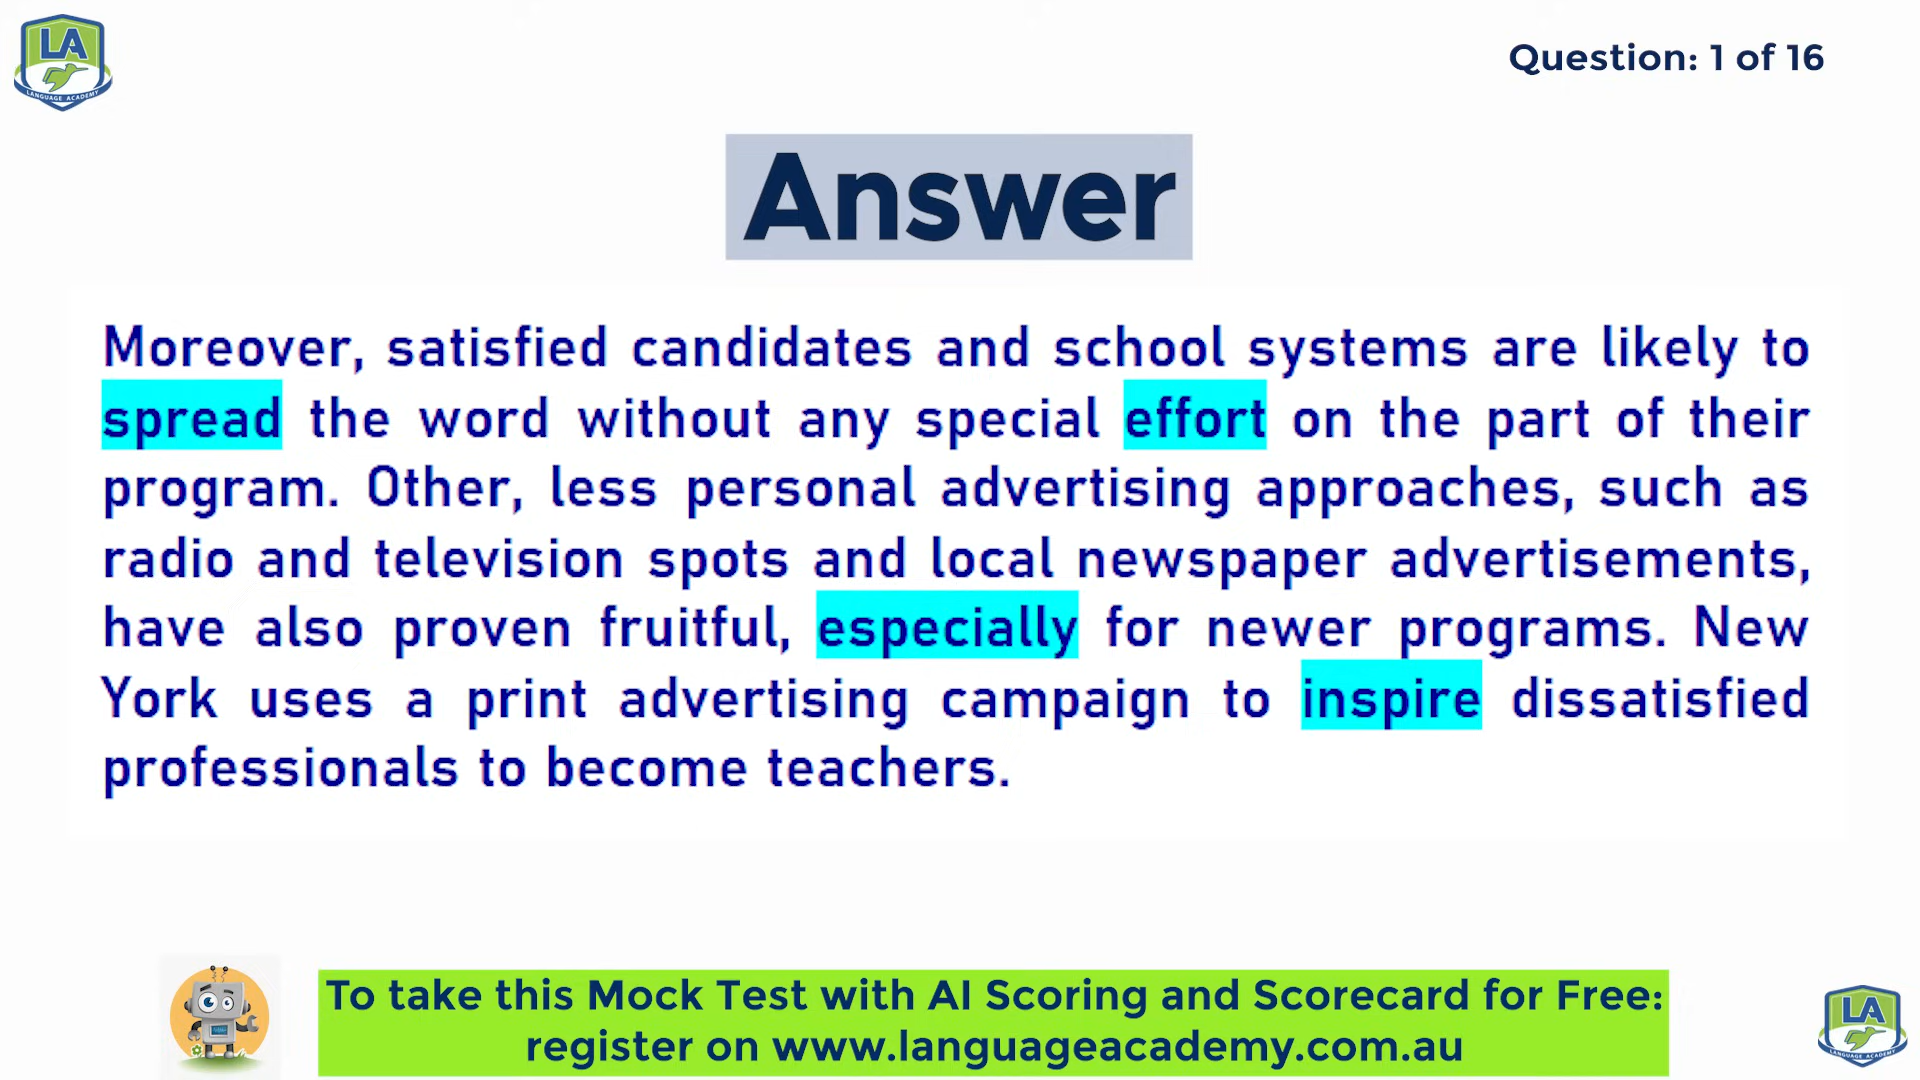 LA
LANGUAGE ACADEMY
Question: 1 of 16
Answer
Moreover, satisfied candidates and school systems are likely to
spread the word without any special effort on the part of their
program. Other, less personal advertising approaches, such as
radio and television spots and local newspaper advertisements,
have also proven fruitful, especially for newer programs. New
York uses a print advertising campaign to inspire dissatisfied
professionals to become teachers.
To take this Mock Test with AI Scoring and Scorecard for Free:
register on www.languageacademy.com.au
LA
LANGUAGE ACADEMY